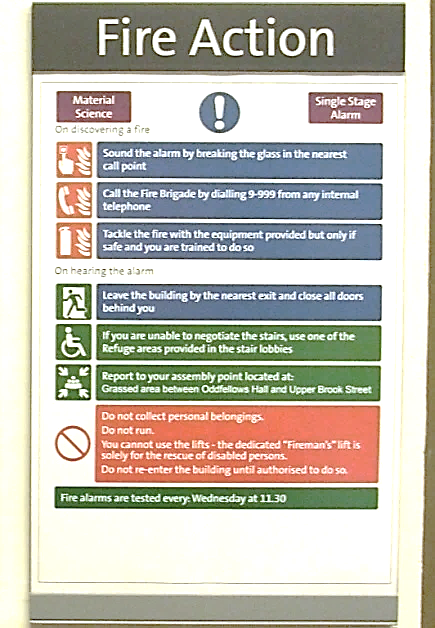 Fire Action
Material
Science
Single Stage
Alarm
On discovering a fire
Sound the alarm by breaking the glass in the nearest
call point
Call the Fire Brigade by dialling 9-999 from any internal
telephone
Tackle the fire with the equipment provided but only if
safe and you are trained to do so
On hearing the alarm
Leave the building by the nearest exit and close all doors
behind you
If you are unable to negotiate the stairs, use one of the
Refuge areas provided in the stair lobbies
Report to your assembly point located at:
Grassed area between Oddfellows Hall and Upper Brook Street
Do not collect personal belongings.
Do not run.
You cannot use the lifts - the dedicated "Fireman's" lift is
solely for the rescue of disabled persons.
Do not re-enter the building until authorised to do so.
Fire alarms are tested every: Wednesday at 11.30